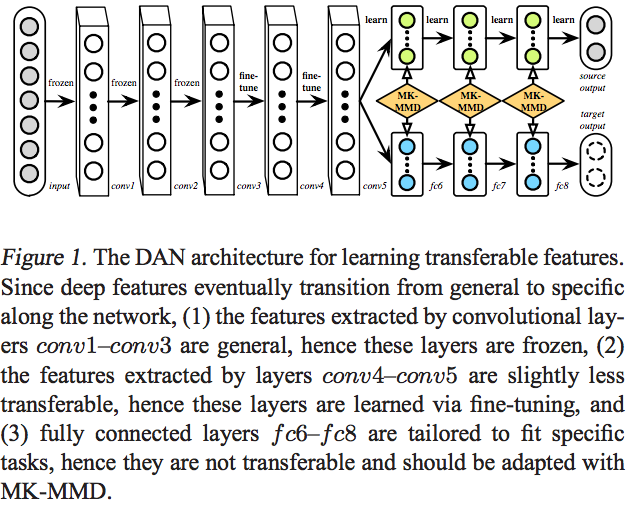 learn learn learn learn
frozen frozen frozen fine-tune fine-tune
MK-MMD MK-MMD MK-MMD
source output
target output
input conv1 conv2 conv3 conv4 conv5 fc6 fc7 fc8
Figure 1. The DAN architecture for learning transferable features.
Since deep features eventually transition from general to specific
along the network, (1) the features extracted by convolutional lay-
ers conv1–conv3 are general, hence these layers are frozen, (2)
the features extracted by layers conv4–conv5 are slightly less
transferable, hence these layers are learned via fine-tuning, and
(3) fully connected layers fc6–fc8 are tailored to fit specific
tasks, hence they are not transferable and should be adapted with
MK-MMD.